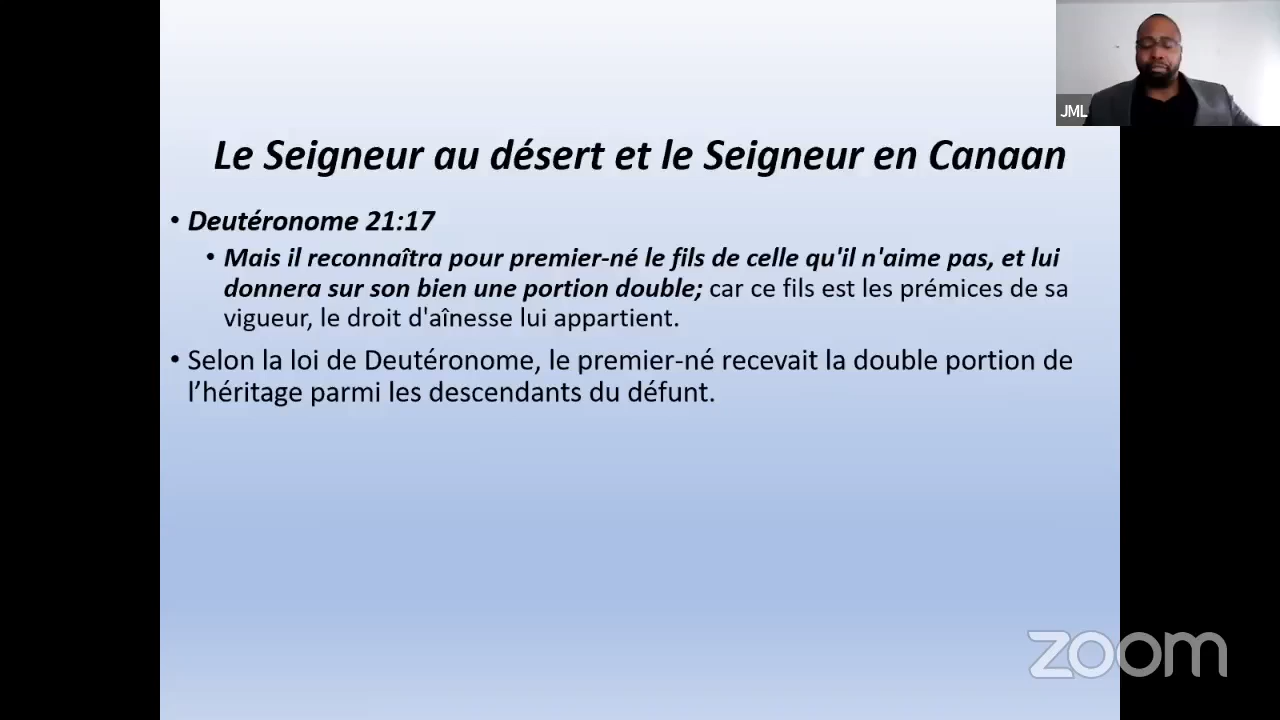 JML
Le Seigneur au désert et le Seigneur en Canaan
• Deutéronome 21:17
• Mais il reconnaîtra pour premier-né le fils de celle qu'il n'aime pas, et lui
donnera sur son bien une portion double; car ce fils est les prémices de sa
vigueur, le droit d'aînesse lui appartient.
• Selon la loi de Deutéronome, le premier-né recevait la double portion de
l’héritage parmi les descendants du défunt.
zoom